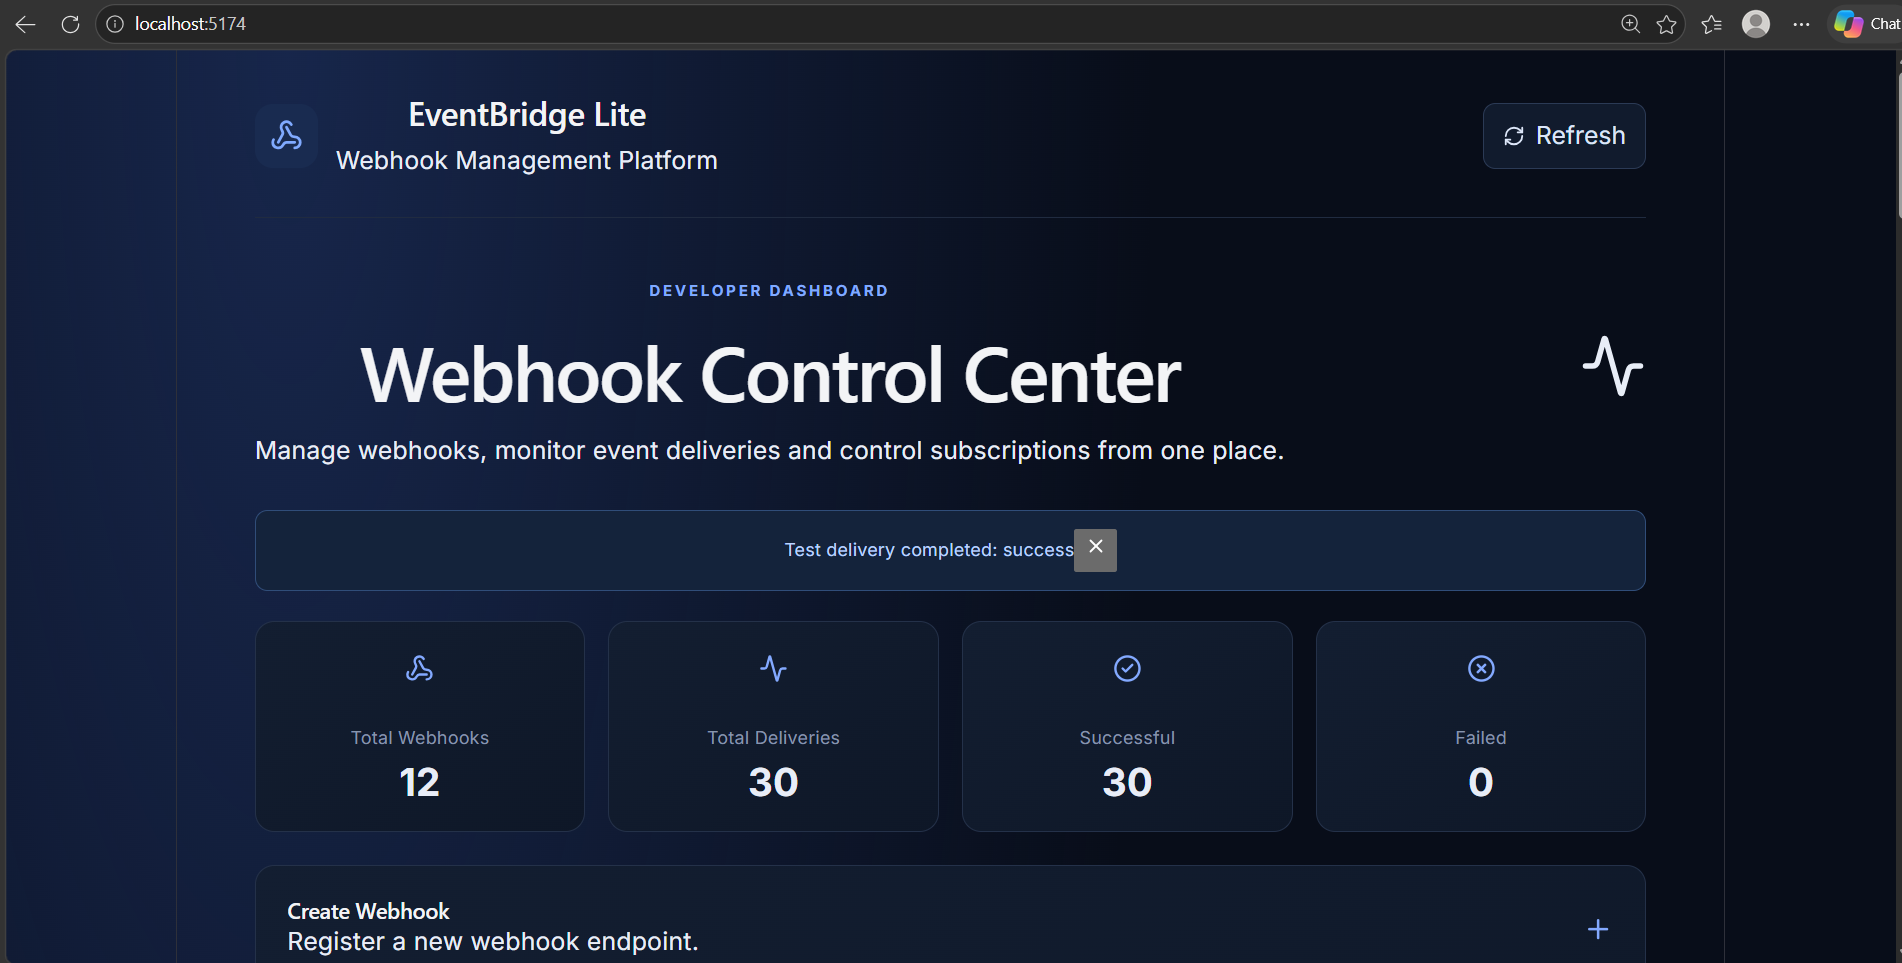 localhost:5174
Chat
EventBridge Lite
Webhook Management Platform
Refresh
DEVELOPER DASHBOARD
Webhook Control Center
Manage webhooks, monitor event deliveries and control subscriptions from one place.
Test delivery completed: success
Total Webhooks
12
Total Deliveries
30
Successful
30
Failed
0
Create Webhook
Register a new webhook endpoint.